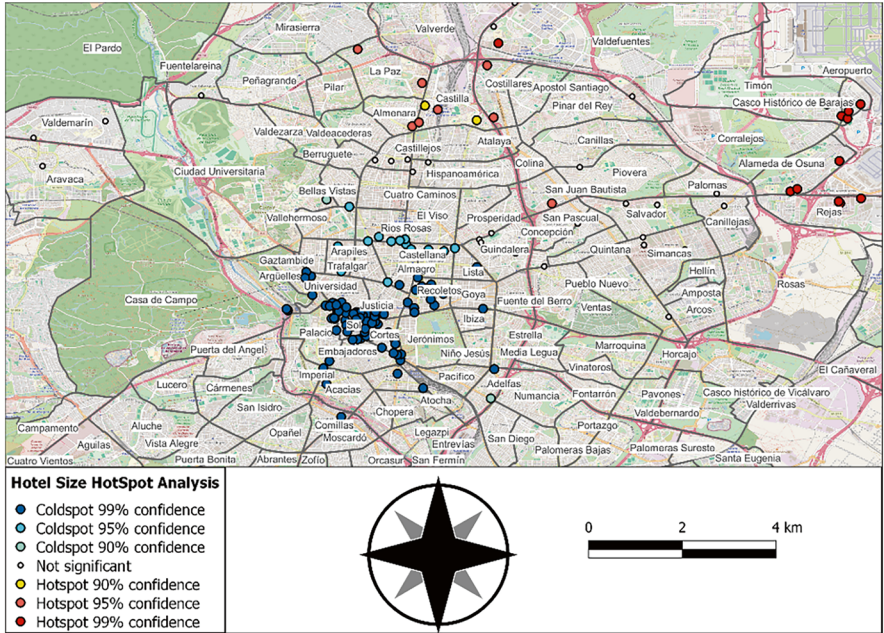 Mirasierra
Valverde
El Pardo
Valdefuentes
Fuentelareina
La Paz
Aeropuerto
Peñagrande
Pilar
Costillares
Apostol Santiago
Timón
Castilla
Pinar del Rey
Casco Histórico de Barajas
Almonara
Valdemarín
Valdezarza
Valdeacederas
Atalaya
Canillas
Corralejos
Berruguete
Castillejos
Colina
Alameda de Osuna
Ciudad Universitaria
Hispanoamérica
Piovera
Aravaca
Bellas Vistas
Cuatro Caminos
San Juan Bautista
Palomas
Vallehermoso
El Viso
Prosperidad
San Pascual
Salvador
Rejas
Rios Rosas
Concepción
Canillejas
Gaztambide
Arapiles
Castellana
Guindalera
Quintana
Simancas
Argüelles
Trafalgar
Almagro
Lista
Hellín
Universidad
Recoletos
Goya
Pueblo Nuevo
Rosas
Casa de Campo
Justicia
Fuente del Berro
Ventas
Amposta
Arcos
Sol
Ibiza
Palacio
Cortes
Jerónimos
Estrella
Puerta del Angel
Embajadores
Niño Jesús
Media Legua
Marroquina
Horcajo
Imperial
Pacifico
Vinateros
El Cañaveral
Lucero
Cármenes
Acacias
Adelfas
Numancia
Fontarrón
Pavones
Casco histórico de Vicálvaro
Atocha
Valderrivas
San Isidro
Chopera
Valdebernardo
Campamento
Aluche
Opañel
Comillas
Legazpi
Portazgo
Aguilas
Vista Alegre
Moscardó
Entrevías
San Diego
Palomeras Bajas
Palomeras Sureste
Cuatro Vientos
Puerta Bonita
Abrantes
Zofío
Orcasur
San Fermín
Santa Eugenia
Hotel Size HotSpot Analysis
Coldspot 99% confidence
Coldspot 95% confidence
Coldspot 90% confidence
Not significant
Hotspot 90% confidence
Hotspot 95% confidence
Hotspot 99% confidence
0 2 4 km